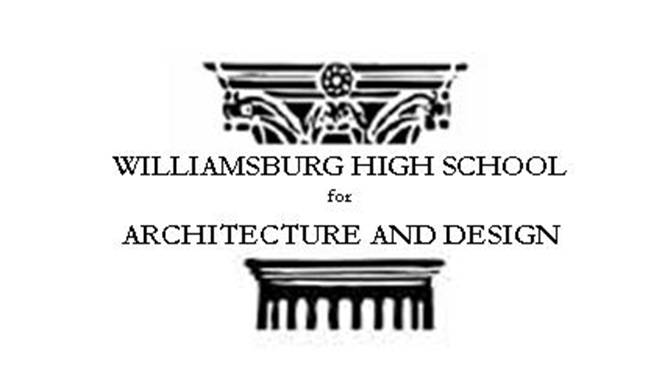 WILLIAMSBURG HIGH SCHOOL
for
ARCHITECTURE AND DESIGN